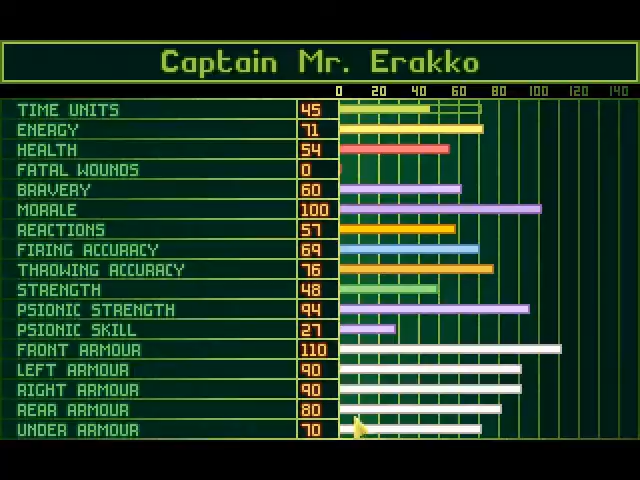 Captain Mr. Erakko
0 20 40 60 80 100 120 140
TIME UNITS 45
ENERGY 71
HEALTH 54
FATAL WOUNDS 0
BRAVERY 60
MORALE 100
REACTIONS 57
FIRING ACCURACY 69
THROWING ACCURACY 76
STRENGTH 48
PSIONIC STRENGTH 94
PSIONIC SKILL 27
FRONT ARMOUR 110
LEFT ARMOUR 90
RIGHT ARMOUR 90
REAR ARMOUR 80
UNDER ARMOUR 70